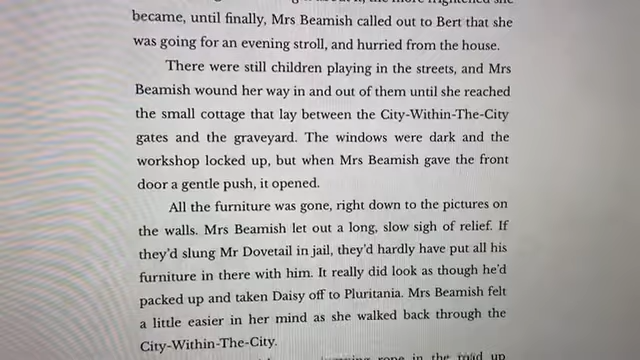 became, until finally, Mrs Beamish called out to Bert that she
was going for an evening stroll, and hurried from the house.
There were still children playing in the streets, and Mrs
Beamish wound her way in and out of them until she reached
the small cottage that lay between the City-Within-The-City
gates and the graveyard. The windows were dark and the
workshop locked up, but when Mrs Beamish gave the front
door a gentle push, it opened.
All the furniture was gone, right down to the pictures on
the walls. Mrs Beamish let out a long, slow sigh of relief. If
they'd slung Mr Dovetail in jail, they'd hardly have put all his
furniture in there with him. It really did look as though he'd
packed up and taken Daisy off to Pluritania. Mrs Beamish felt
a little easier in her mind as she walked back through the
City-Within-The-City.
rope in the